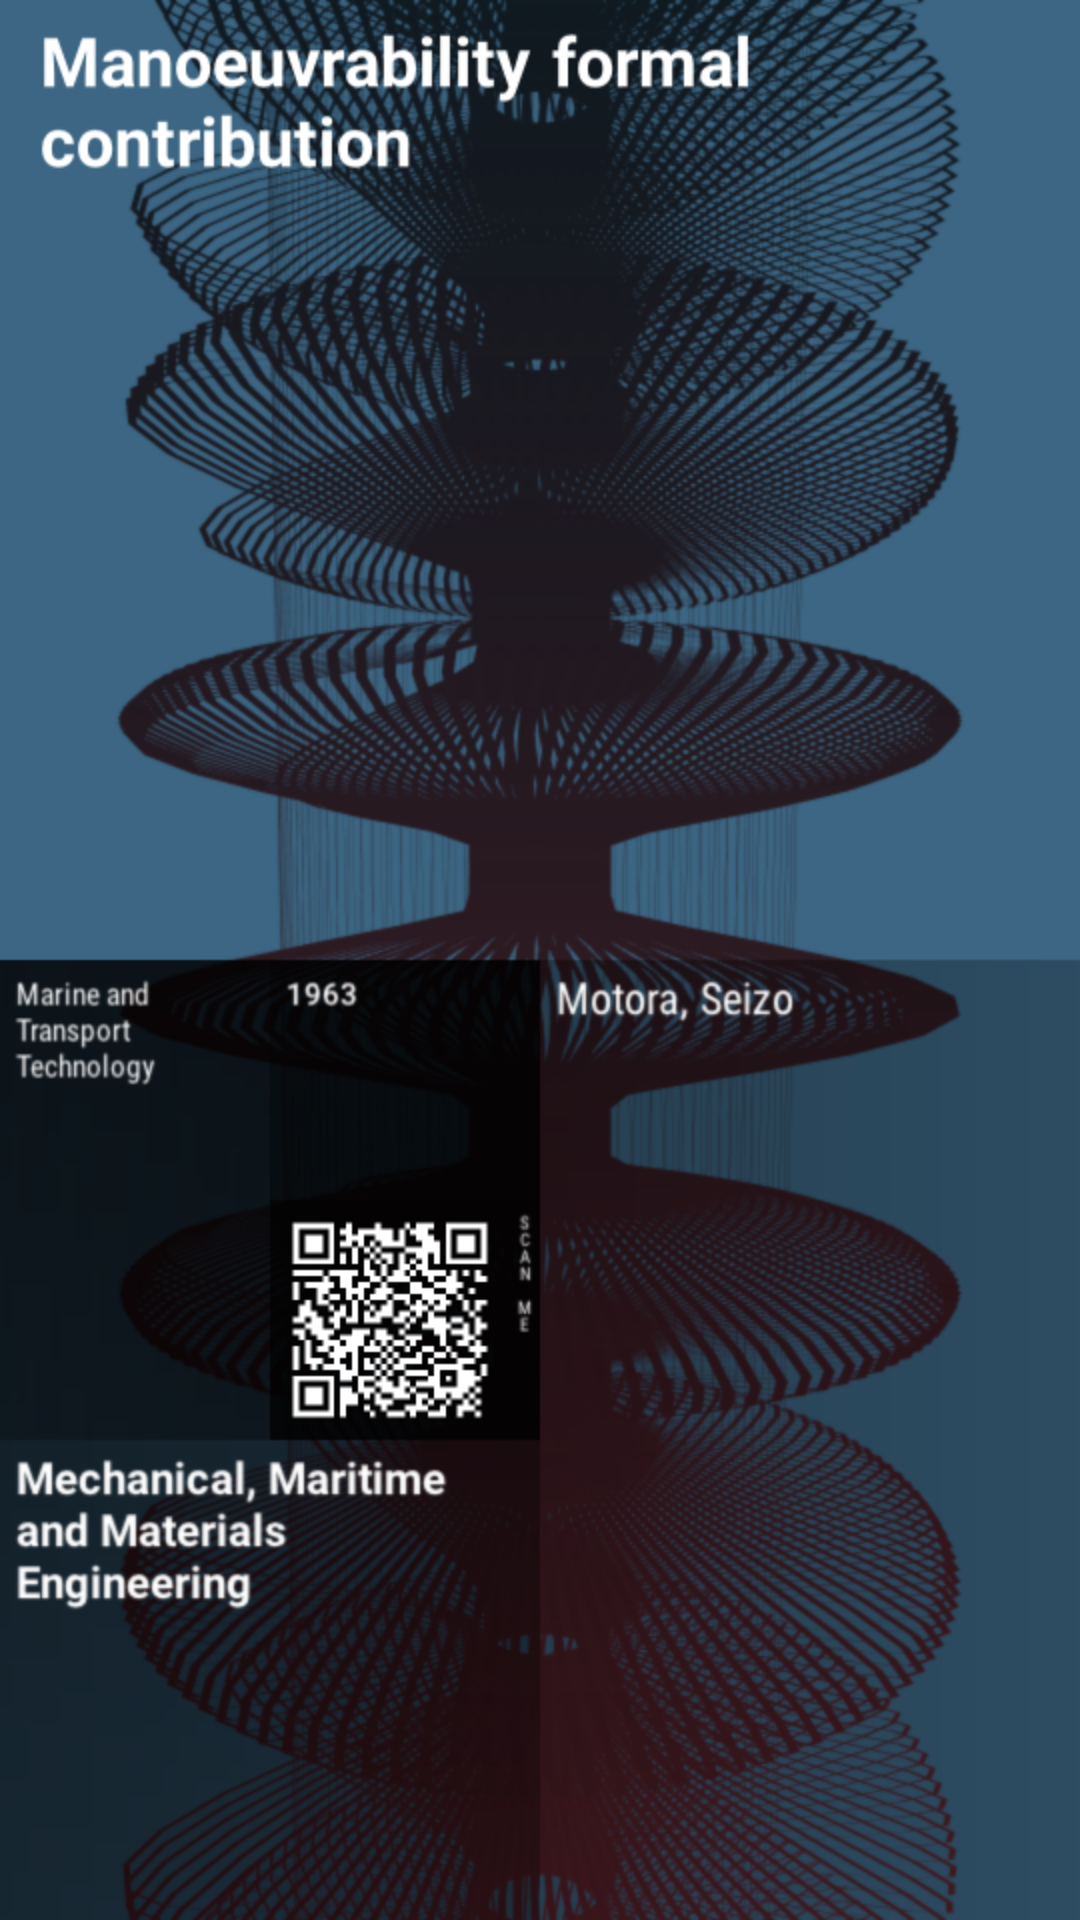 Manoeuvrability formal
contribution
Marine and
Transport
Technology
1963
Motora, Seizo
SCAN ME
Mechanical, Maritime
and Materials
Engineering